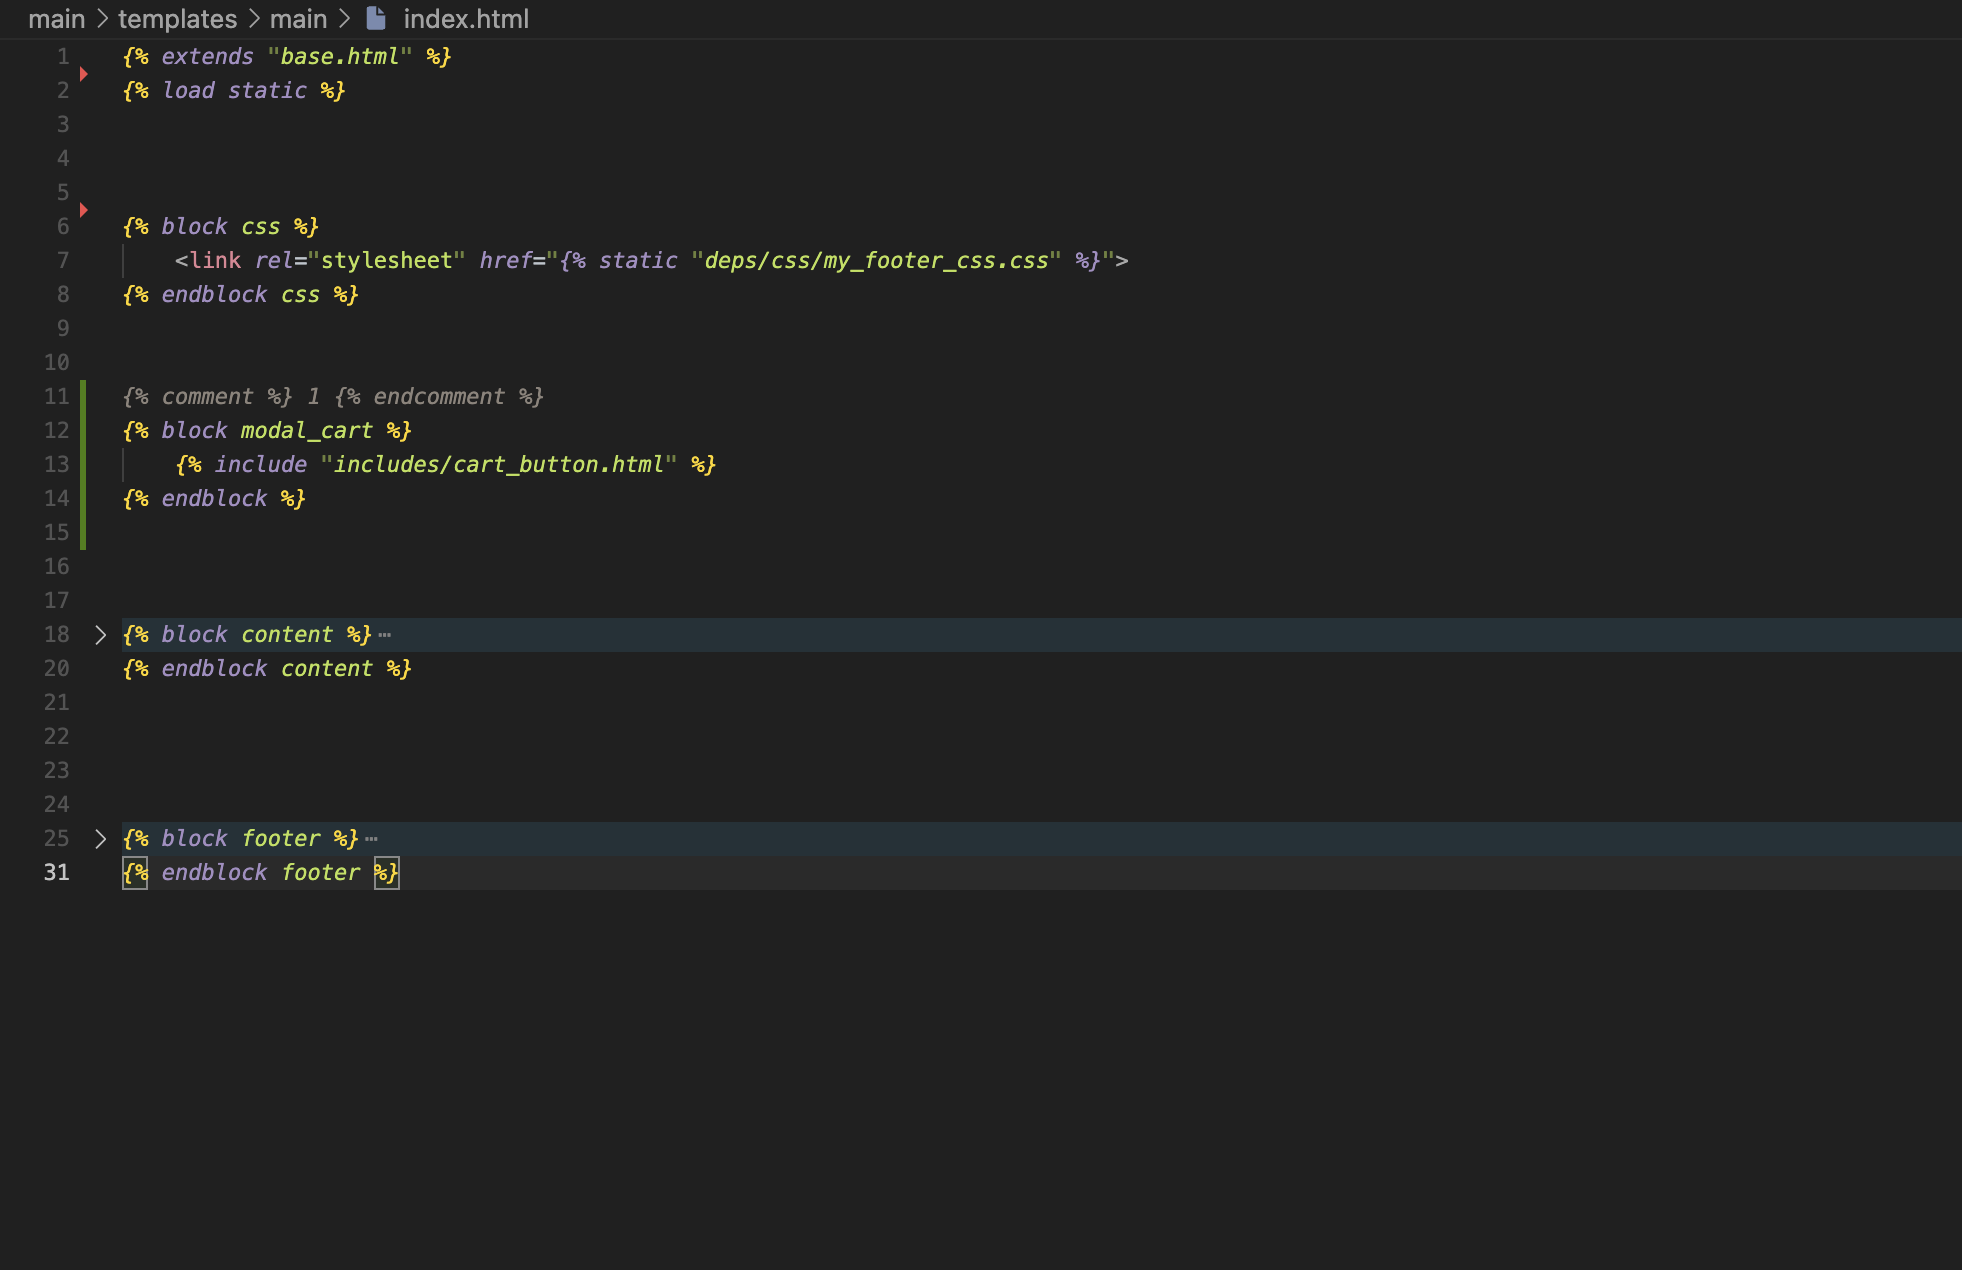 main > templates > main > index.html
1 {% extends "base.html" %}
2 {% load static %}
3
4
5
6 {% block css %}
7 <link rel="stylesheet" href="{% static "deps/css/my_footer_css.css" %}">
8 {% endblock css %}
9
10
11 {% comment %} 1 {% endcomment %}
12 {% block modal_cart %}
13 {% include "includes/cart_button.html" %}
14 {% endblock %}
15
16
17
18 {% block content %} ⋯
20 {% endblock content %}
21
22
23
24
25 {% block footer %} ⋯
31 {% endblock footer %}